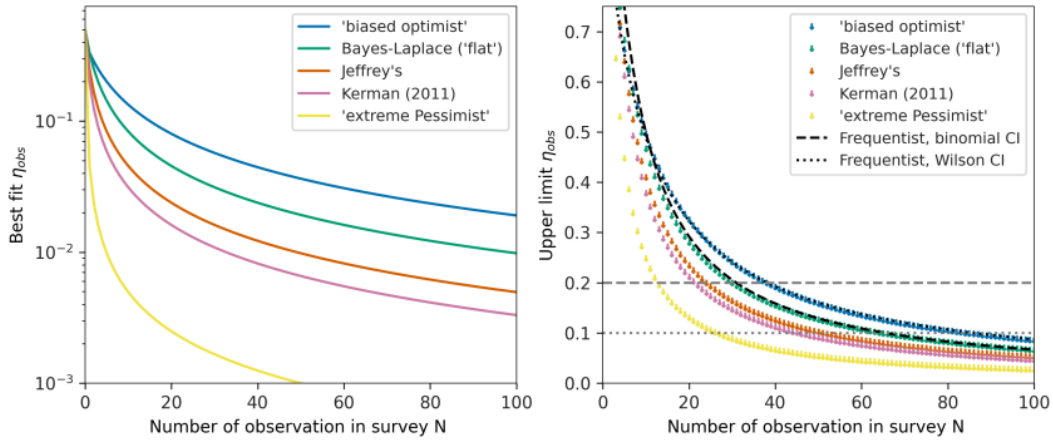 Best fit η_obs
10⁻¹
10⁻²
10⁻³
0
20
40
60
80
100
Number of observation in survey N
'biased optimist'
Bayes-Laplace ('flat')
Jeffrey's
Kerman (2011)
'extreme Pessimist'
Upper limit η_obs
0.7
0.6
0.5
0.4
0.3
0.2
0.1
0.0
0
20
40
60
80
100
Number of observation in survey N
'biased optimist'
Bayes-Laplace ('flat')
Jeffrey's
Kerman (2011)
'extreme Pessimist'
Frequentist, binomial CI
Frequentist, Wilson CI